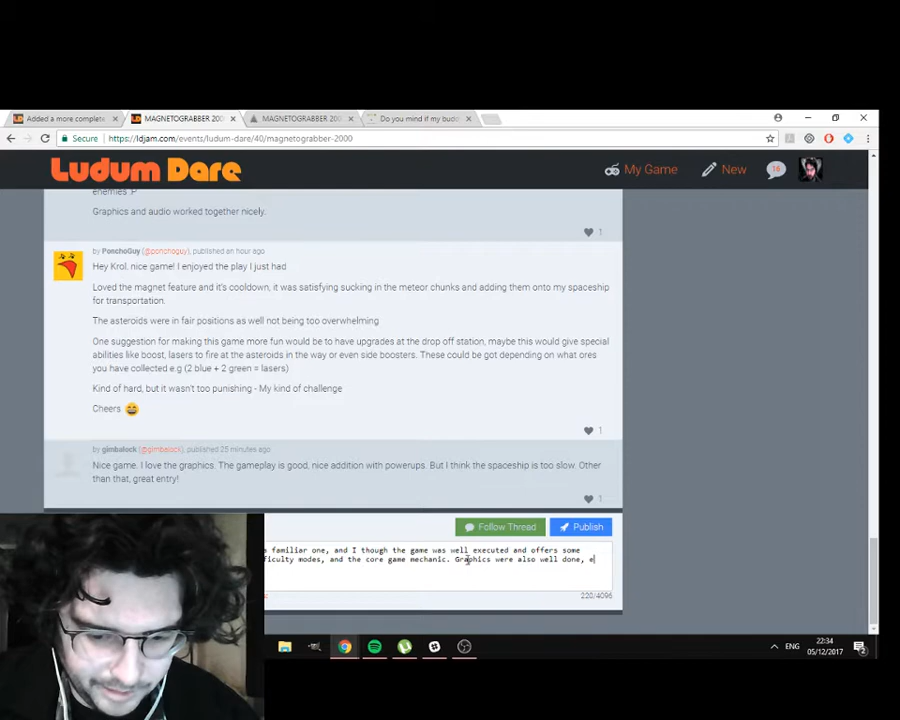 Added a more complete
MAGNETOGRABBER 200
MAGNETOGRABBER 200
Do you mind if my bud
Secure
https://ldjam.com/events/ludum-dare/40/magnetograbber-2000
Ludum Dare
My Game
New
16
enemies :P
Graphics and audio worked together nicely.
1
by PonchoGuy (@ponchoguy), published an hour ago
Hey Krol, nice game! I enjoyed the play I just had
Loved the magnet feature and it's cooldown, it was satisfying sucking in the meteor chunks and adding them onto my spaceship
for transportation.
The asteroids were in fair positions as well not being too overwhelming.
One suggestion for making this game more fun would be to have upgrades at the drop off station, maybe this would give special
abilities like boost, lasers to fire at the asteroids in the way or even side boosters. These could be got depending on what ores
you have collected e.g (2 blue + 2 green = lasers)
Kind of hard, but it wasn't too punishing - My kind of challenge
Cheers
1
by gimbalock (@gimbalock), published 25 minutes ago
Nice game. I love the graphics. The gameplay is good, nice addition with powerups. But I think the spaceship is too slow. Other
than that, great entry!
1
Follow Thread
Publish
familiar one, and I though the game was well executed and offers some
ficulty modes, and the core game mechanic. Graphics were also well done, e
220/4096
ENG
22:34
05/12/2017
2